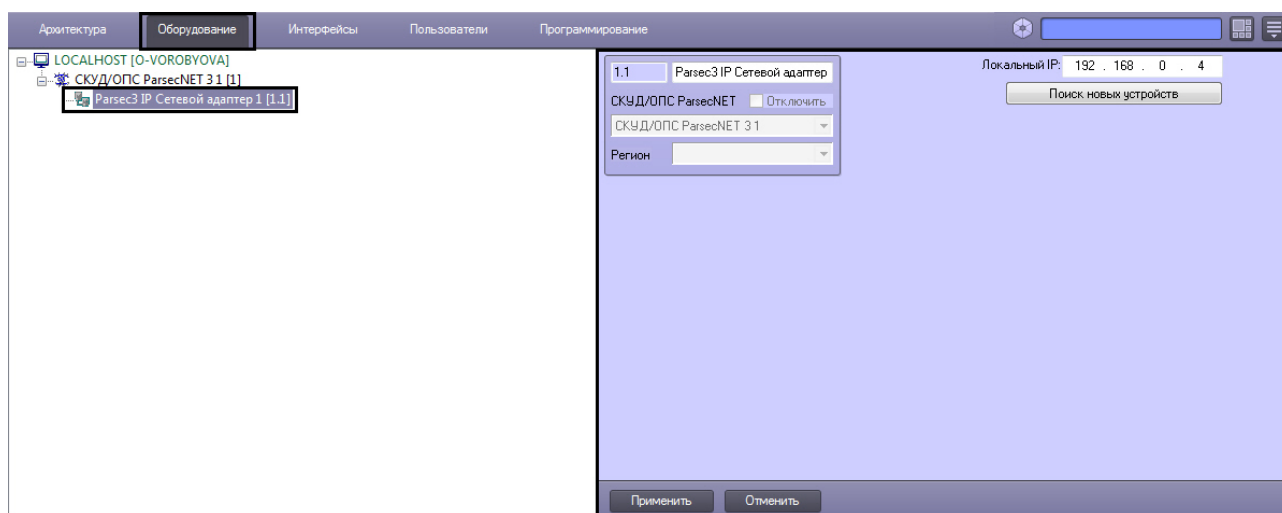 Архитектура Оборудование Интерфейсы Пользователи Программирование
LOCALHOST [O-VOROBYOVA]
СКУД/ОПС ParsecNET 3 1 [1]
Parsec3 IP Сетевой адаптер 1 [1.1]
1.1 Parsec3 IP Сетевой адаптер
СКУД/ОПС ParsecNET Отключить
СКУД/ОПС ParsecNET 3 1
Регион
Локальный IP: 192 . 168 . 0 . 4
Поиск новых устройств
Применить Отменить